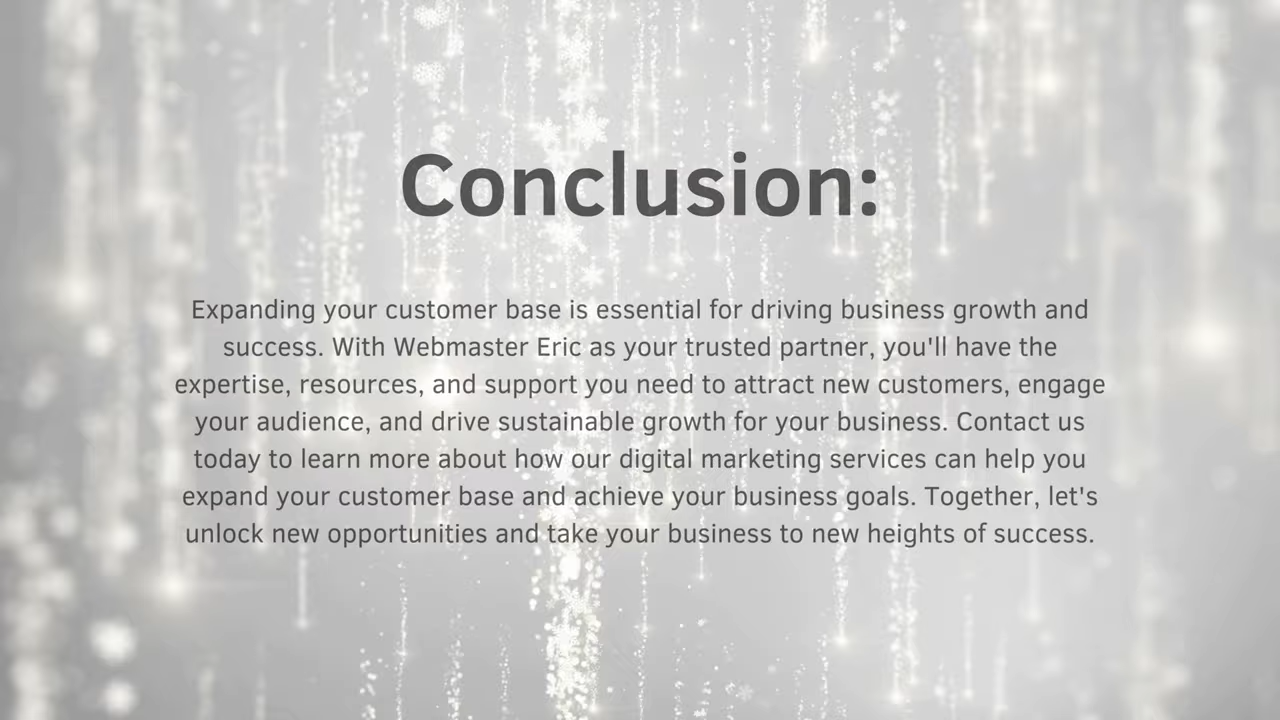 Conclusion:
Expanding your customer base is essential for driving business growth and
success. With Webmaster Eric as your trusted partner, you'll have the
expertise, resources, and support you need to attract new customers, engage
your audience, and drive sustainable growth for your business. Contact us
today to learn more about how our digital marketing services can help you
expand your customer base and achieve your business goals. Together, let's
unlock new opportunities and take your business to new heights of success.